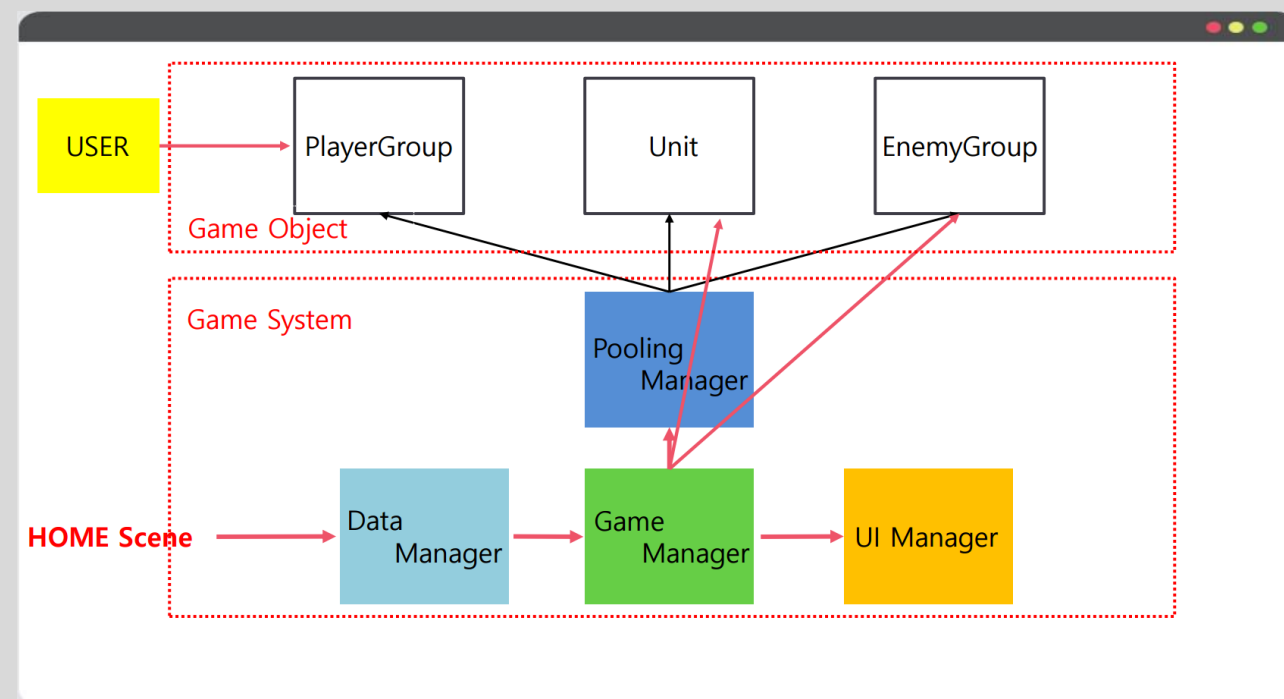 USER
PlayerGroup
Unit
EnemyGroup
Game Object
Game System
Pooling
Manager
HOME Scene
Data
Manager
Game
Manager
UI Manager